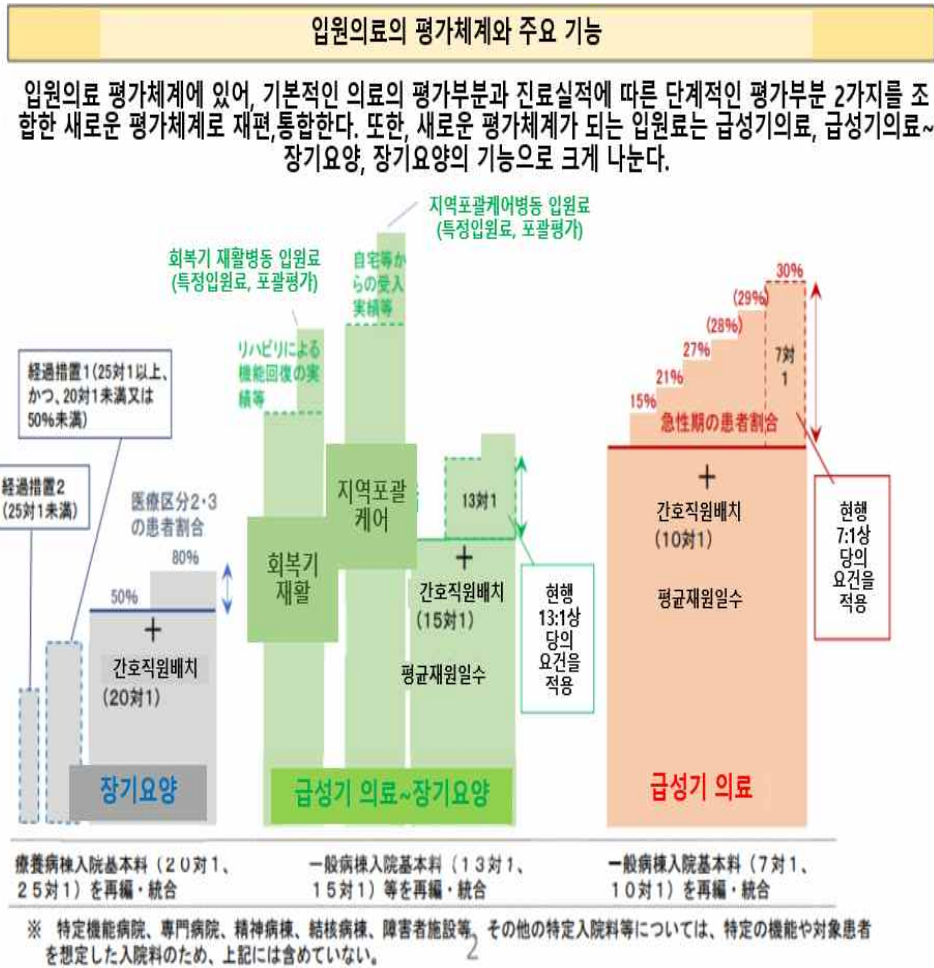 입원의료의 평가체계와 주요 기능
입원의료 평가체계에 있어, 기본적인 의료의 평가부분과 진료실적에 따른 단계적인 평가부분 2가지를 조
합한 새로운 평가체계로 재편,통합한다. 또한, 새로운 평가체계가 되는 입원료는 급성기의료, 급성기의료~
장기요양, 장기요양의 기능으로 크게 나눈다.
経過措置2
(25対1未満)
経過措置1(25対1以上、
かつ、20対1未満又は
50%未満)
医療区分2・3
の患者割合
50%
80%
+
간호직원배치
(20対1)
장기요양
회복기 재활병동 입원료
(특정입원료, 포괄평가)
リハビリによる
機能回復の実
績等
회복기
재활
지역포괄케어병동 입원료
(특정입원료, 포괄평가)
自宅等か
らの受入
実績等
지역포괄
케어
13対1
+
간호직원배치
(15対1)
평균재원일수
현행
13:1상
당의
요건을
적용
급성기 의료~장기요양
15%
21%
27%
(28%)
(29%)
30%
7対
1
急性期の患者割合
+
간호직원배치
(10対1)
평균재원일수
현행
7:1상
당의
요건을
적용
급성기 의료
療養病棟入院基本料(20対1、
25対1)を再編・統合
一般病棟入院基本料(13対1、
15対1)等を再編・統合
一般病棟入院基本料(7対1、
10対1)を再編・統合
※ 特定機能病院、専門病院、精神病棟、結核病棟、障害者施設等、その他の特定入院料等については、特定の機能や対象患者
を想定した入院料のため、上記には含めていない。
2